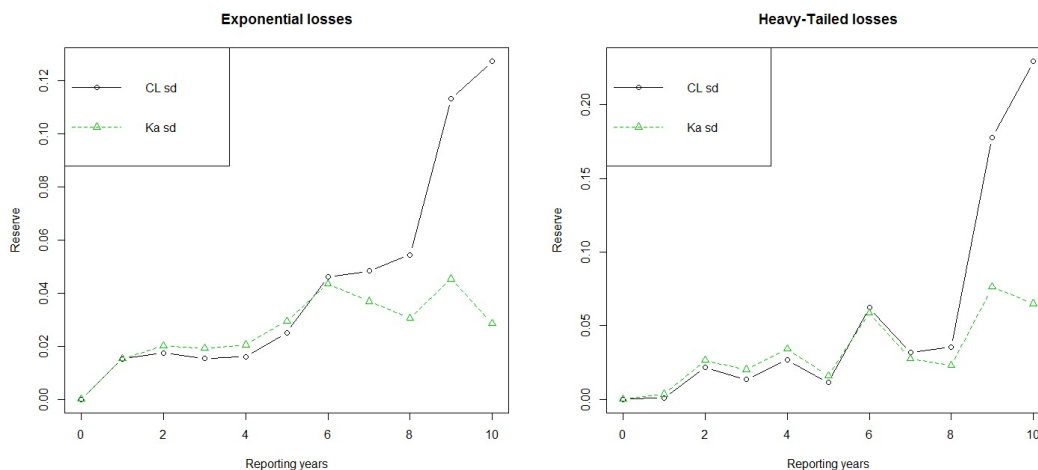 Exponential losses
CL sd
Ka sd
0.00 0.02 0.04 0.06 0.08 0.10 0.12
Reserve
0 2 4 6 8 10
Reporting years
Heavy-Tailed losses
CL sd
Ka sd
0.00 0.05 0.10 0.15 0.20
Reserve
0 2 4 6 8 10
Reporting years